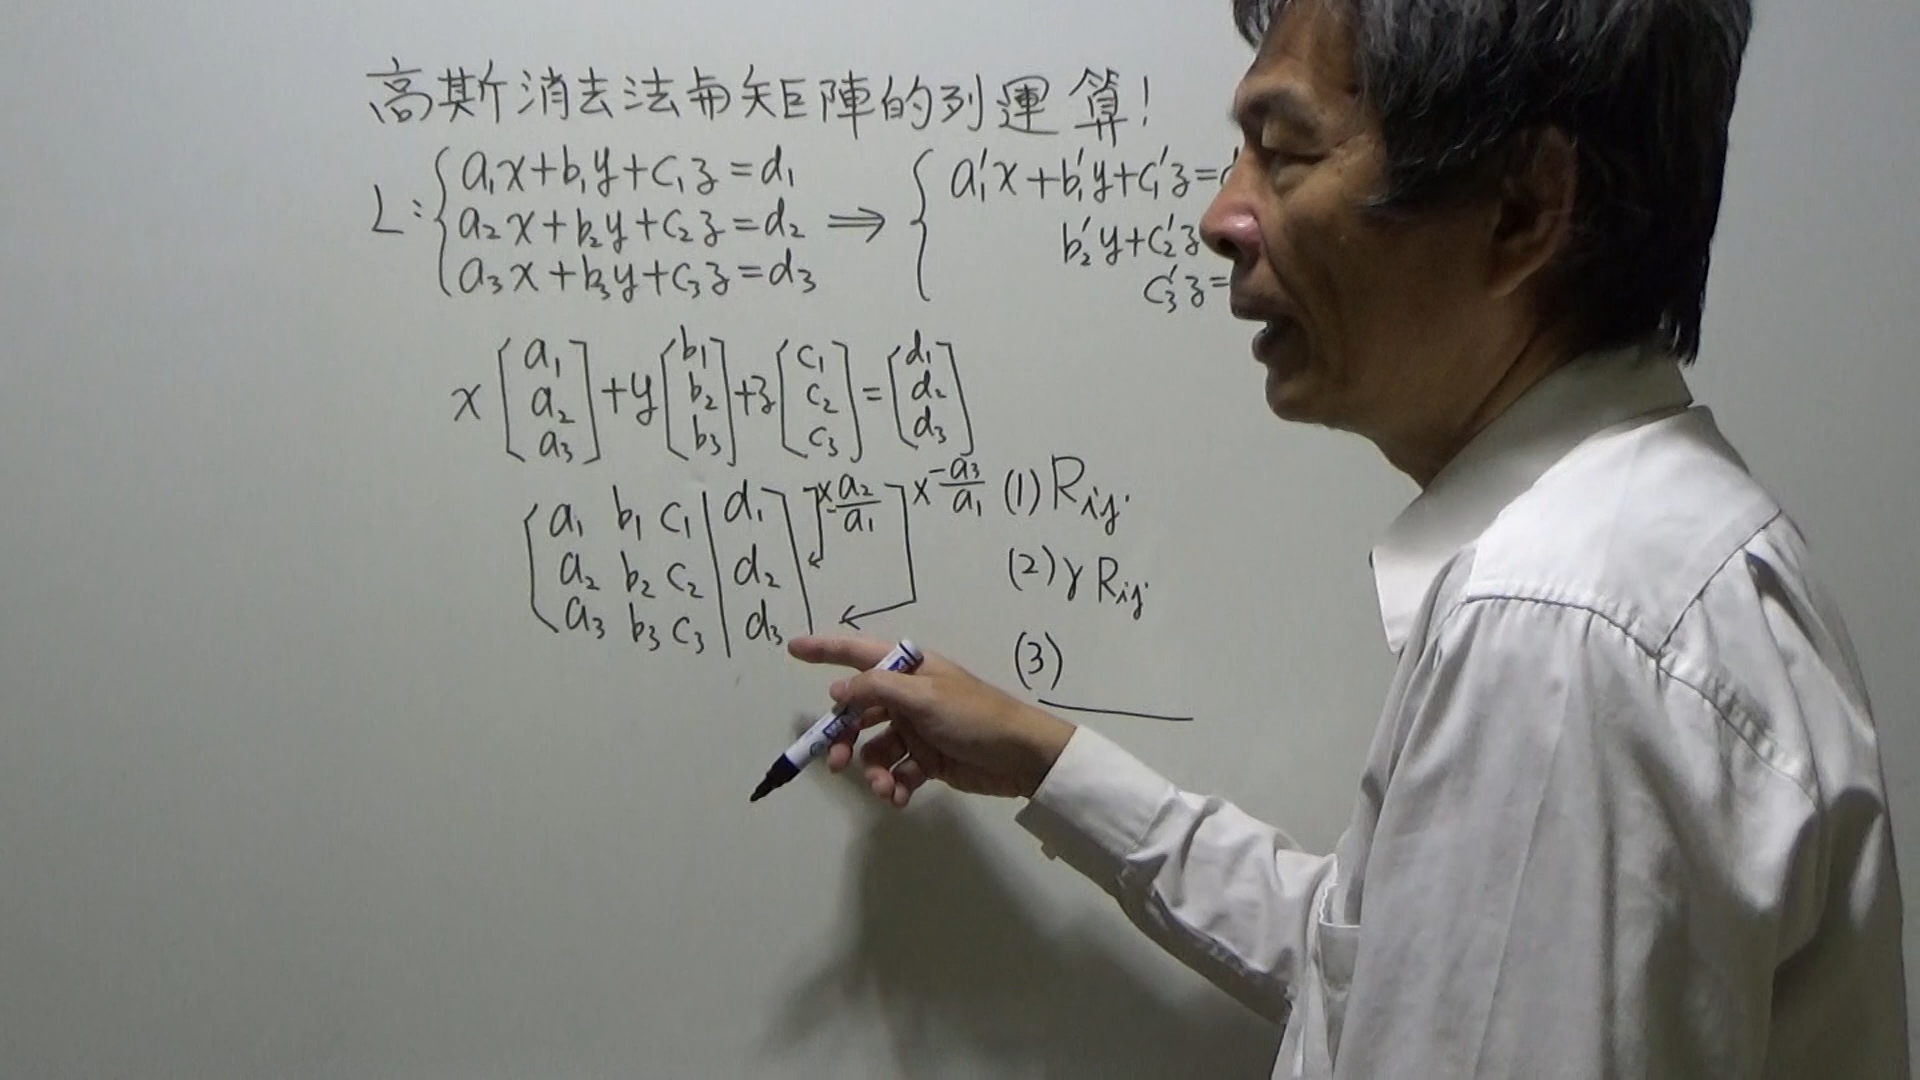 高斯消去法與矩陣的列運算!
L: { a₁x+b₁y+c₁z=d₁
a₂x+b₂y+c₂z=d₂
a₃x+b₃y+c₃z=d₃
⇒ { a₁'x+b₁'y+c₁'z=
b₂'y+c₂'z
c₃'z=
x [a₁ a₂ a₃] + y [b₁ b₂ b₃] + z [c₁ c₂ c₃] = [d₁ d₂ d₃]
[ a₁ b₁ c₁ | d₁ ] ×-a₂/a₁ ×-a₃/a₁
a₂ b₂ c₂ | d₂
a₃ b₃ c₃ | d₃
(1) Rij
(2) γ Rij
(3)